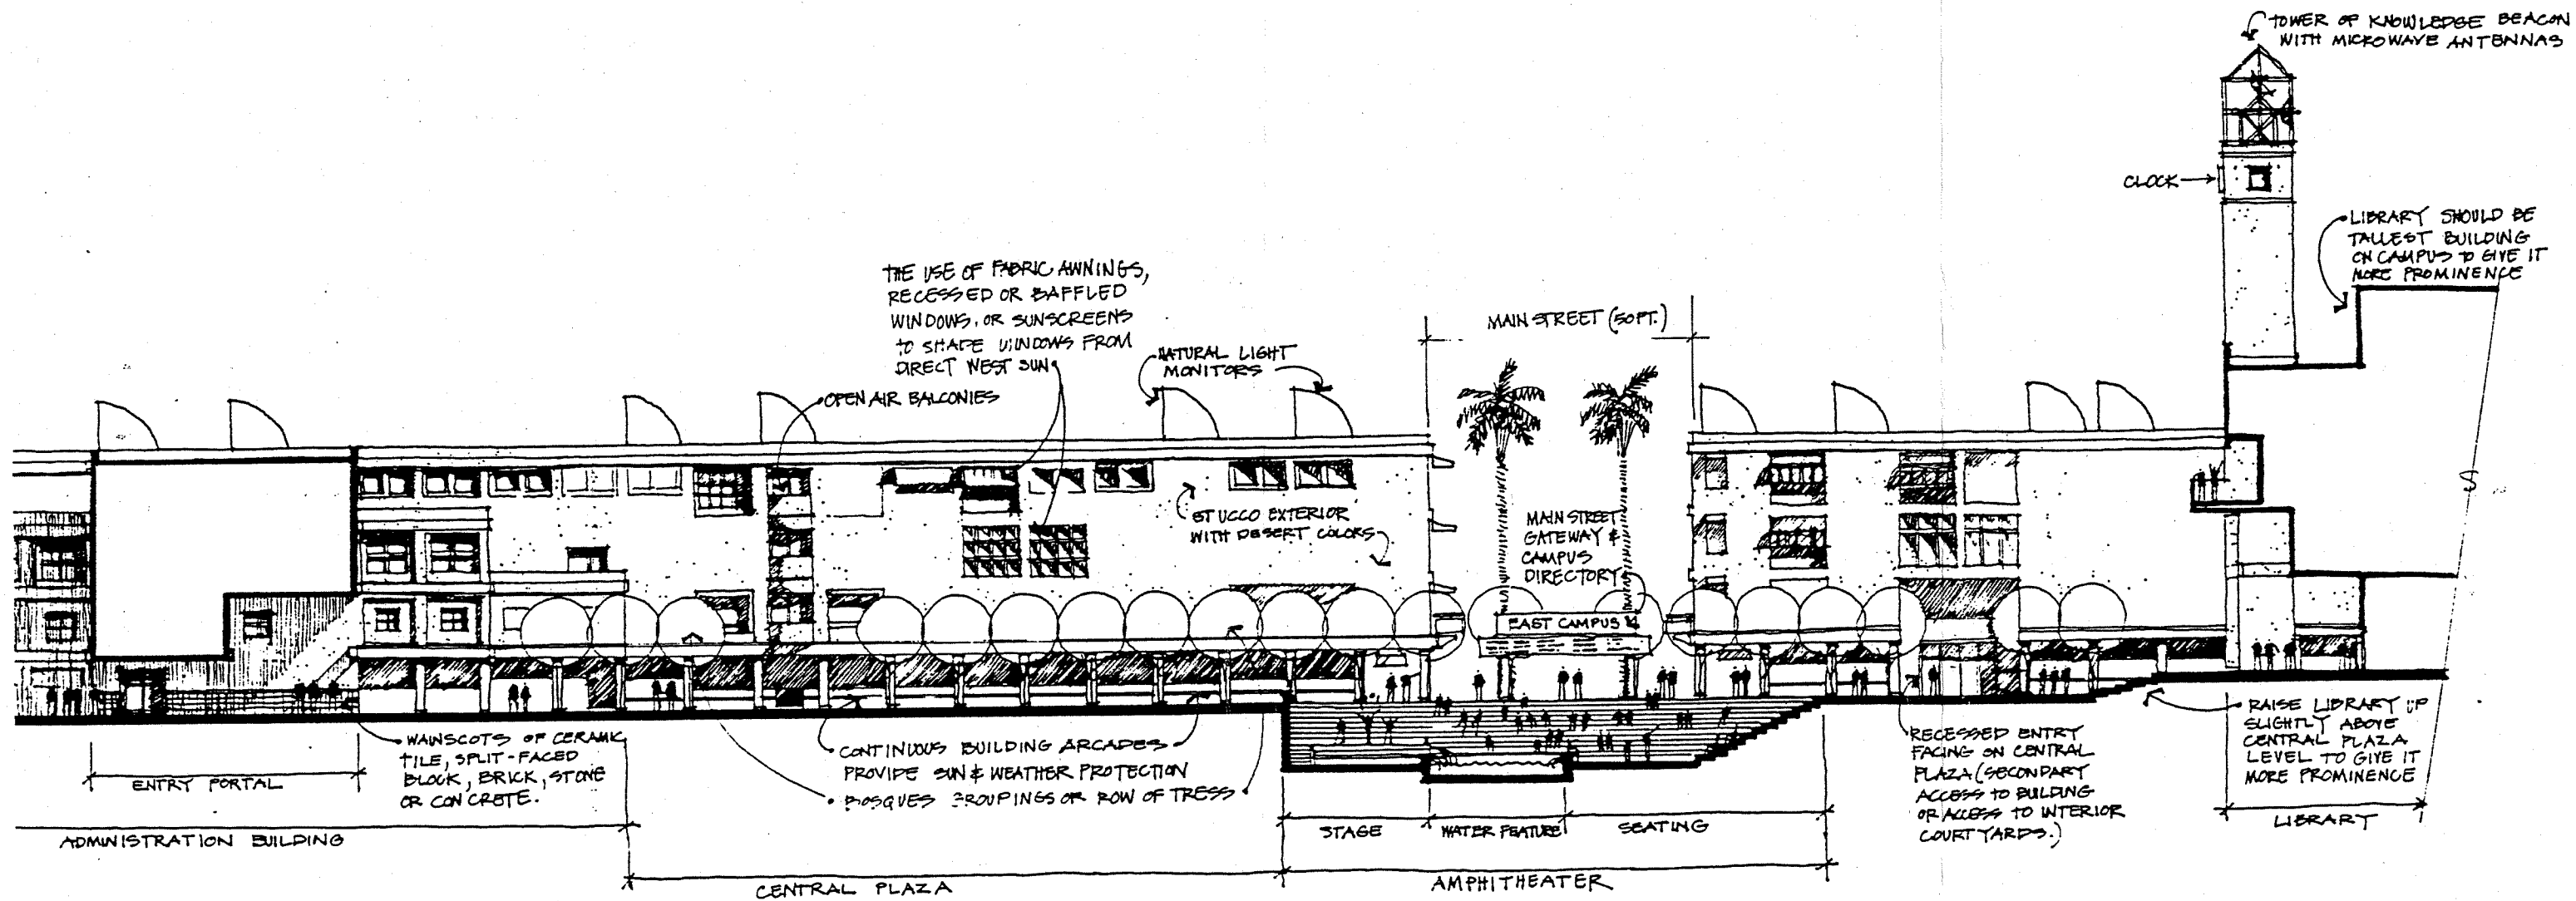 TOWER OF KNOWLEDGE BEACON
WITH MICROWAVE ANTENNAS
CLOCK
LIBRARY SHOULD BE
TALLEST BUILDING
ON CAMPUS TO GIVE IT
MORE PROMINENCE
THE USE OF FABRIC AWNINGS,
RECESSED OR BAFFLED
WINDOWS, OR SUNSCREENS
TO SHADE WINDOWS FROM
DIRECT WEST SUN
NATURAL LIGHT
MONITORS
OPEN AIR BALCONIES
MAIN STREET (50 FT.)
STUCCO EXTERIOR
WITH DESERT COLORS
MAIN STREET
GATEWAY &
CAMPUS
DIRECTORY
EAST CAMPUS
WAINSCOTS OF CERAMIC
TILE, SPLIT-FACED
BLOCK, BRICK, STONE
OR CONCRETE.
CONTINUOUS BUILDING ARCADES
PROVIDE SUN & WEATHER PROTECTION
BOSQUES GROUPINGS OR ROW OF TRESS
RECESSED ENTRY
FACING ON CENTRAL
PLAZA (SECONDARY
ACCESS TO BUILDING
OR ACCESS TO INTERIOR
COURTYARDS.)
RAISE LIBRARY UP
SLIGHTLY ABOVE
CENTRAL PLAZA
LEVEL TO GIVE IT
MORE PROMINENCE
ENTRY PORTAL
ADMINISTRATION BUILDING
CENTRAL PLAZA
STAGE
WATER FEATURE
SEATING
AMPHITHEATER
LIBRARY